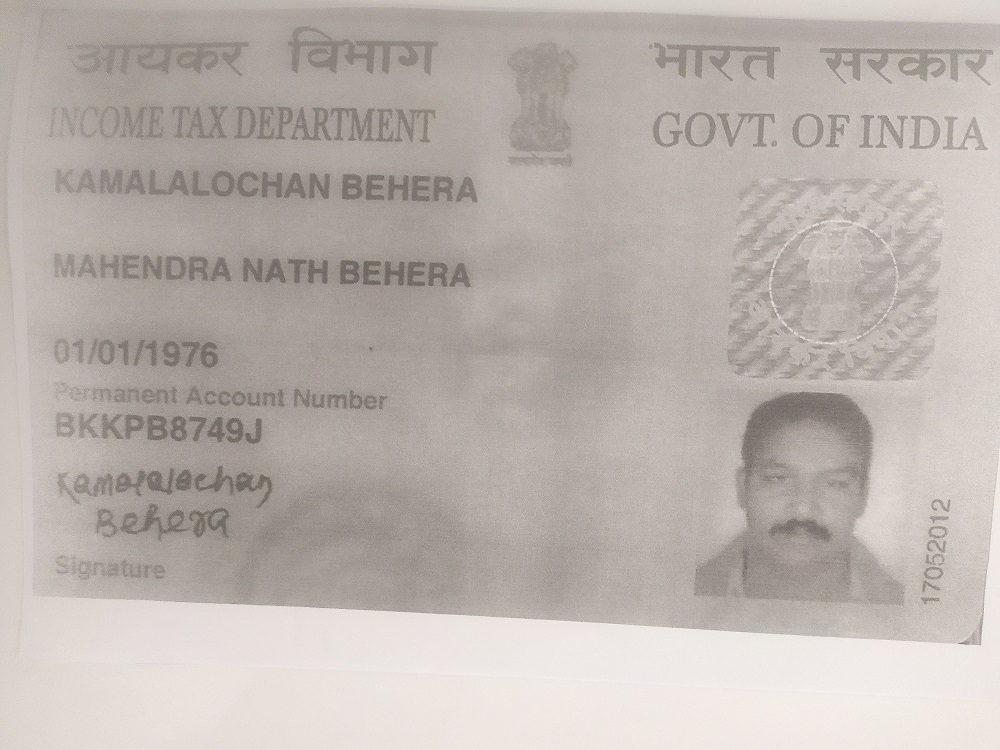 आयकर विभाग
INCOME TAX DEPARTMENT
भारत सरकार
GOVT. OF INDIA
KAMALALOCHAN BEHERA
MAHENDRA NATH BEHERA
01/01/1976
Permanent Account Number
BKKPB8749J
Kamalalochan
Behera
Signature
17052012